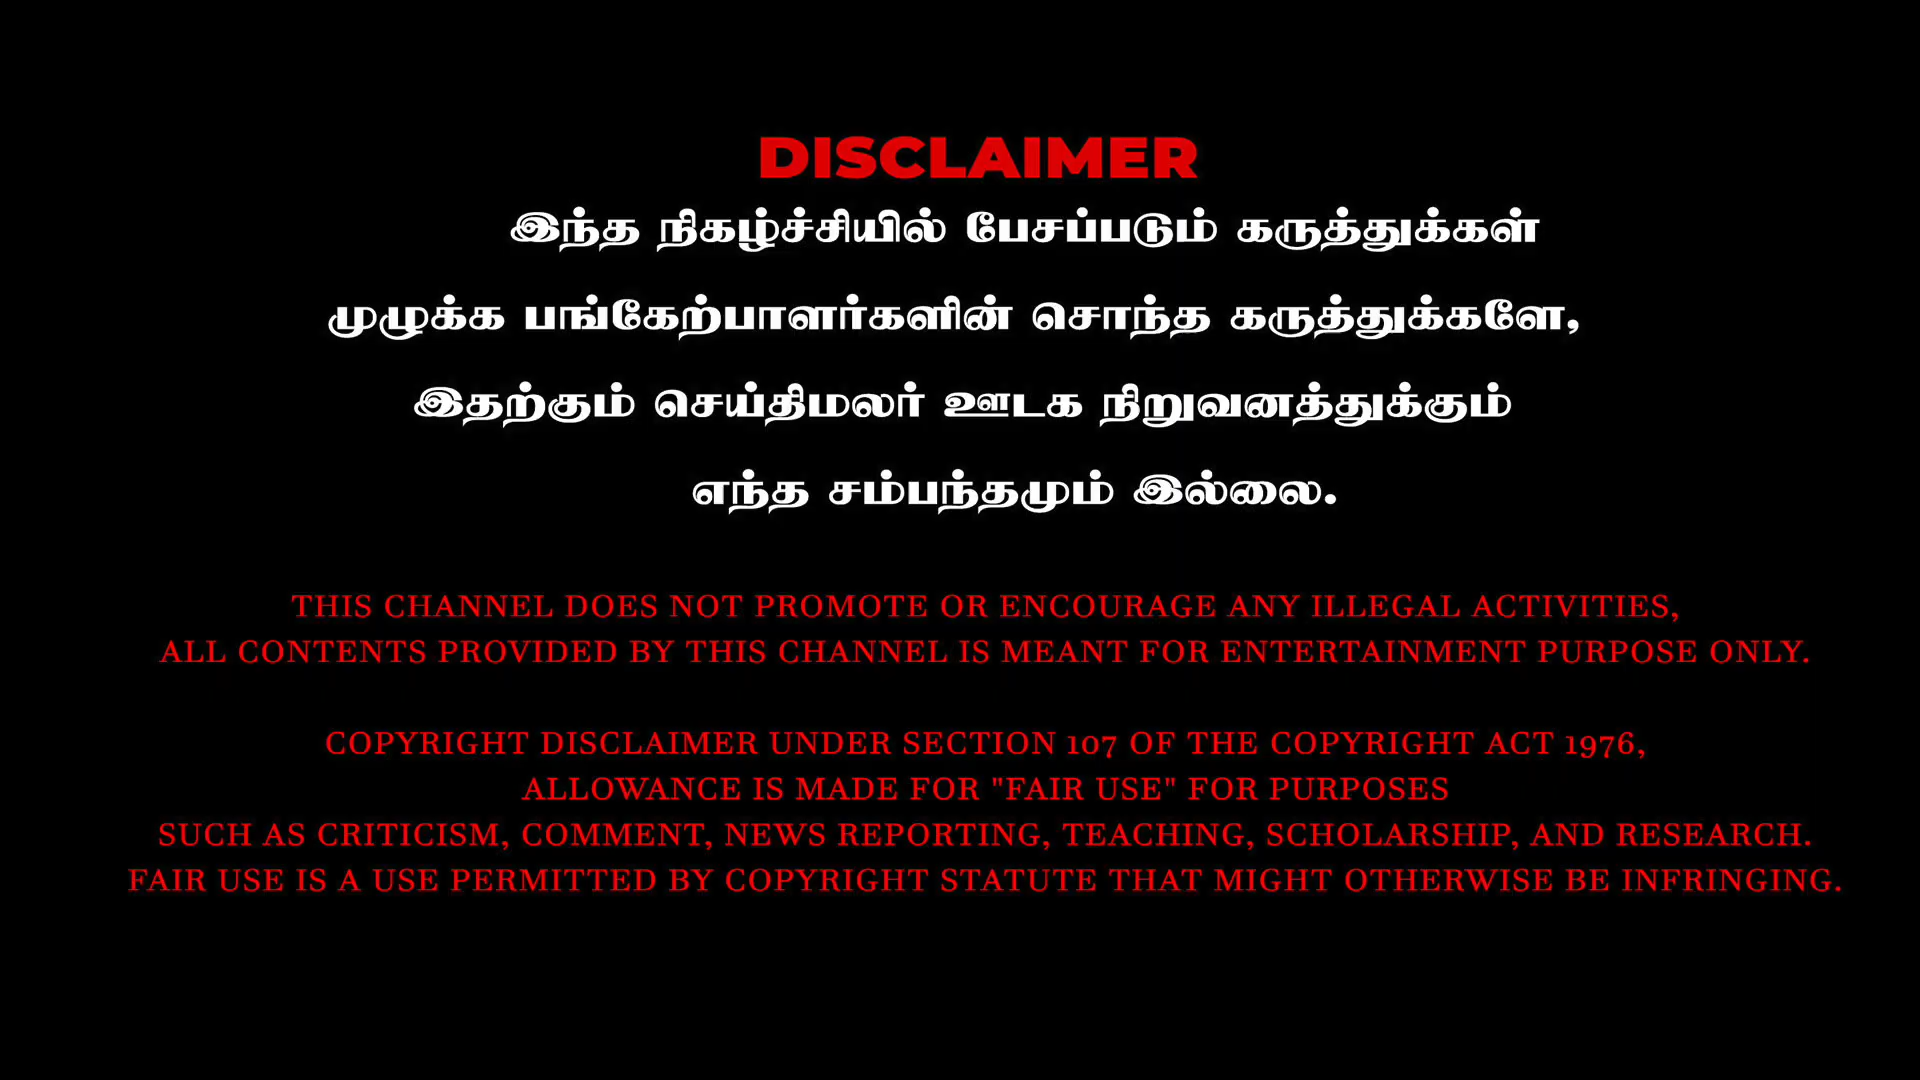 DISCLAIMER
இந்த நிகழ்ச்சியில் பேசப்படும் கருத்துக்கள்
முழுக்க பங்கேற்பாளர்களின் சொந்த கருத்துக்களே,
இதற்கும் செய்திமலர் ஊடக நிறுவனத்துக்கும்
எந்த சம்பந்தமும் இல்லை.
THIS CHANNEL DOES NOT PROMOTE OR ENCOURAGE ANY ILLEGAL ACTIVITIES,
ALL CONTENTS PROVIDED BY THIS CHANNEL IS MEANT FOR ENTERTAINMENT PURPOSE ONLY.
COPYRIGHT DISCLAIMER UNDER SECTION 107 OF THE COPYRIGHT ACT 1976,
ALLOWANCE IS MADE FOR "FAIR USE" FOR PURPOSES
SUCH AS CRITICISM, COMMENT, NEWS REPORTING, TEACHING, SCHOLARSHIP, AND RESEARCH.
FAIR USE IS A USE PERMITTED BY COPYRIGHT STATUTE THAT MIGHT OTHERWISE BE INFRINGING.